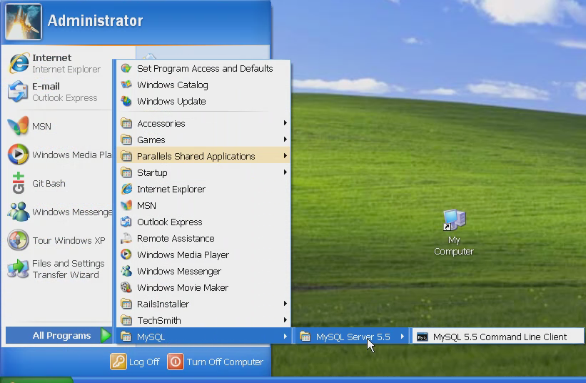 Administrator
Internet
Internet Explorer
E-mail
Outlook Express
MSN
Windows Media Pla
Git Bash
Windows Messenge
Tour Windows XP
Files and Settings
Transfer Wizard
All Programs
Set Program Access and Defaults
Windows Catalog
Windows Update
Accessories
Games
Parallels Shared Applications
Startup
Internet Explorer
MSN
Outlook Express
Remote Assistance
Windows Media Player
Windows Messenger
Windows Movie Maker
RailsInstaller
TechSmith
MySQL
MySQL Server 5.5
MySQL 5.5 Command Line Client
My
Computer
Log Off
Turn Off Computer